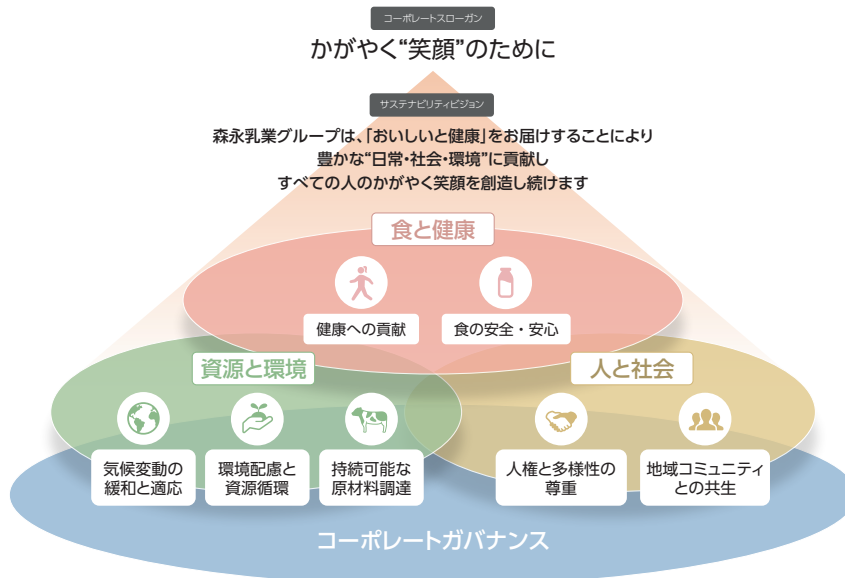 コーポレートスローガン
かがやく“笑顔”のために
サステナビリティビジョン
森永乳業グループは、「おいしいと健康」をお届けすることにより
豊かな“日常・社会・環境”に貢献し
すべての人のかがやく笑顔を創造し続けます
食と健康
健康への貢献
食の安全・安心
資源と環境
気候変動の
緩和と適応
環境配慮と
資源循環
持続可能な
原材料調達
人と社会
人権と多様性の
尊重
地域コミュニティ
との共生
コーポレートガバナンス